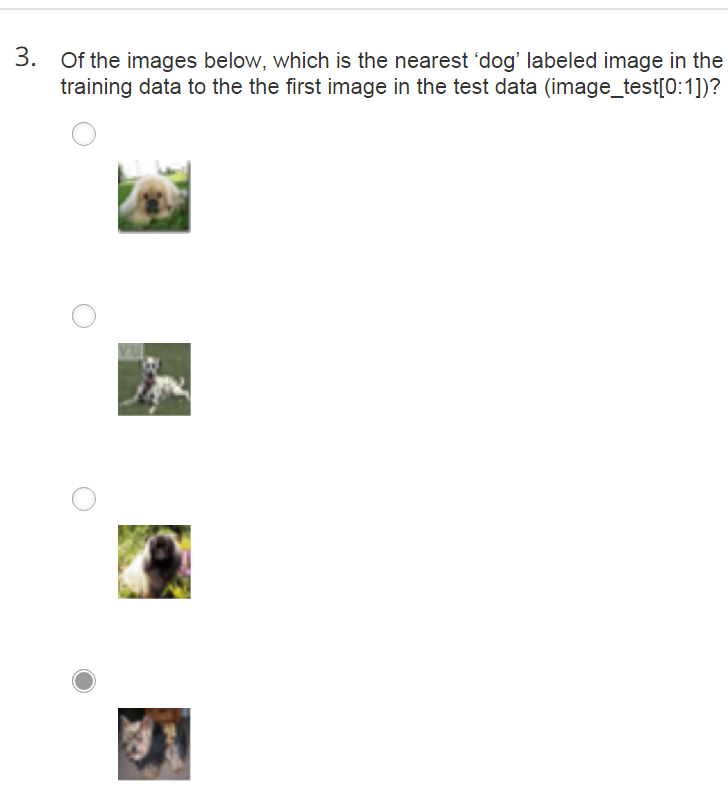 3. Of the images below, which is the nearest ‘dog’ labeled image in the
training data to the the first image in the test data (image_test[0:1])?